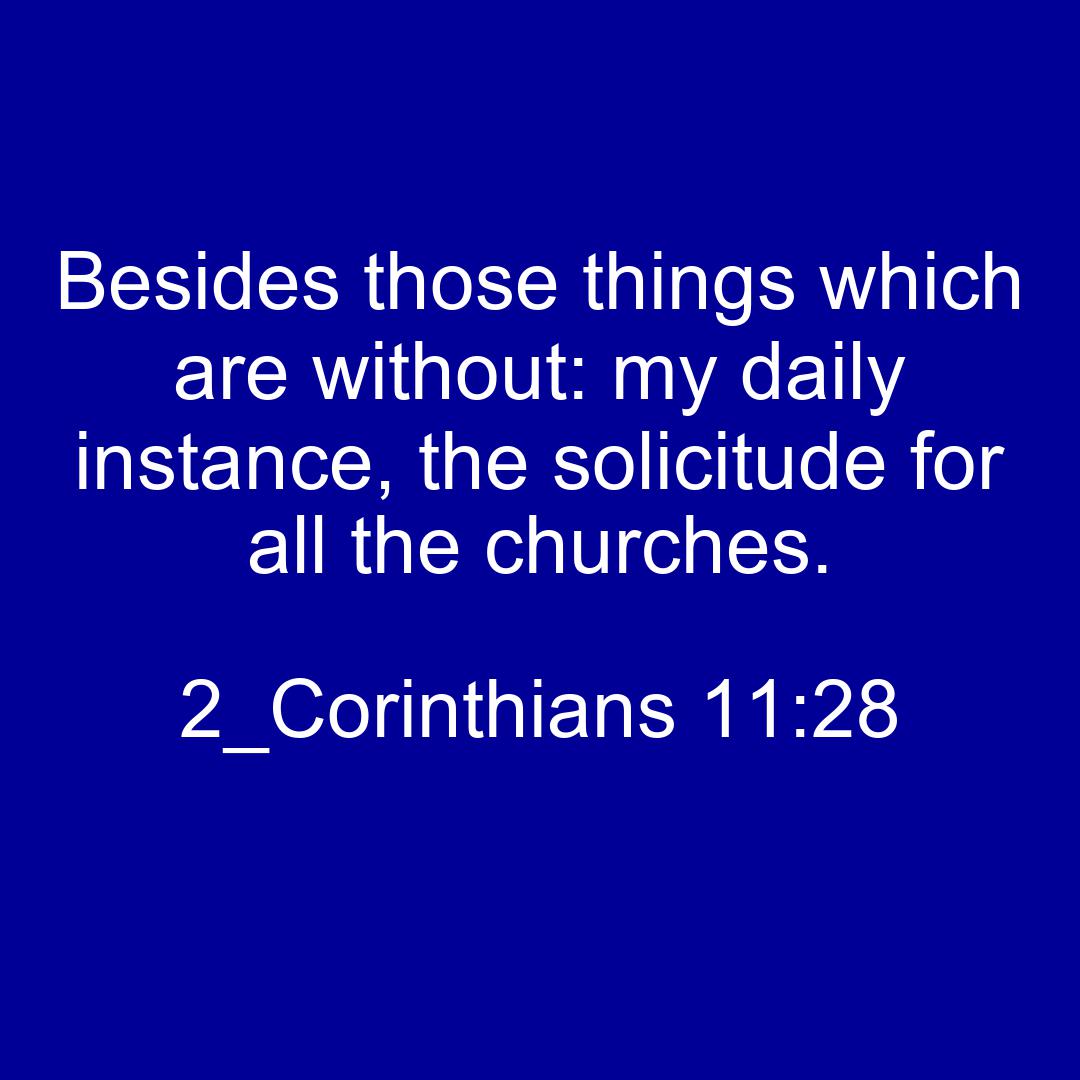 Besides those things which
are without: my daily
instance, the solicitude for
all the churches.
2_Corinthians 11:28